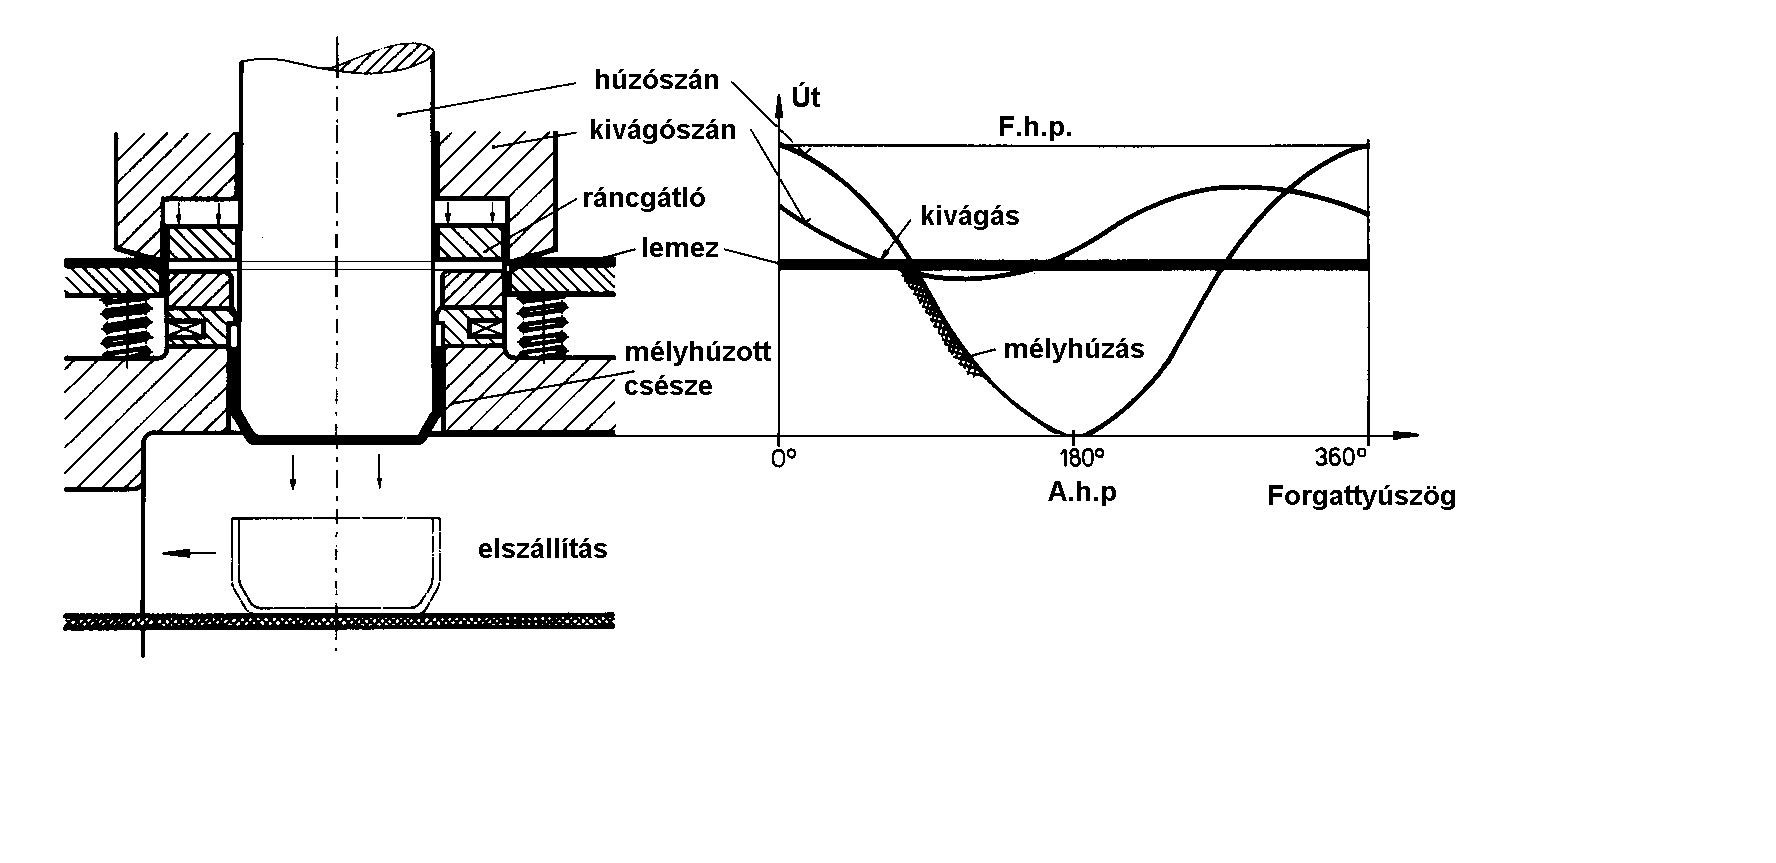 húzószán
kivágószán
ráncgátló
lemez
mélyhúzott
csésze
elszállítás
Út
F.h.p.
kivágás
mélyhúzás
0°
180°
360°
A.h.p
Forgattyúszög